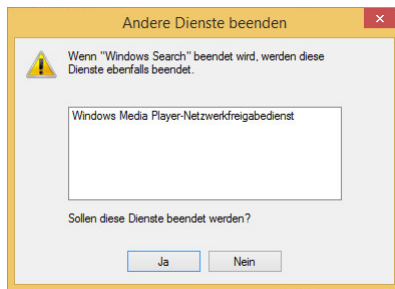 Andere Dienste beenden
Wenn "Windows Search" beendet wird, werden diese
Dienste ebenfalls beendet.
Windows Media Player-Netzwerkfreigabedienst
Sollen diese Dienste beendet werden?
Ja
Nein